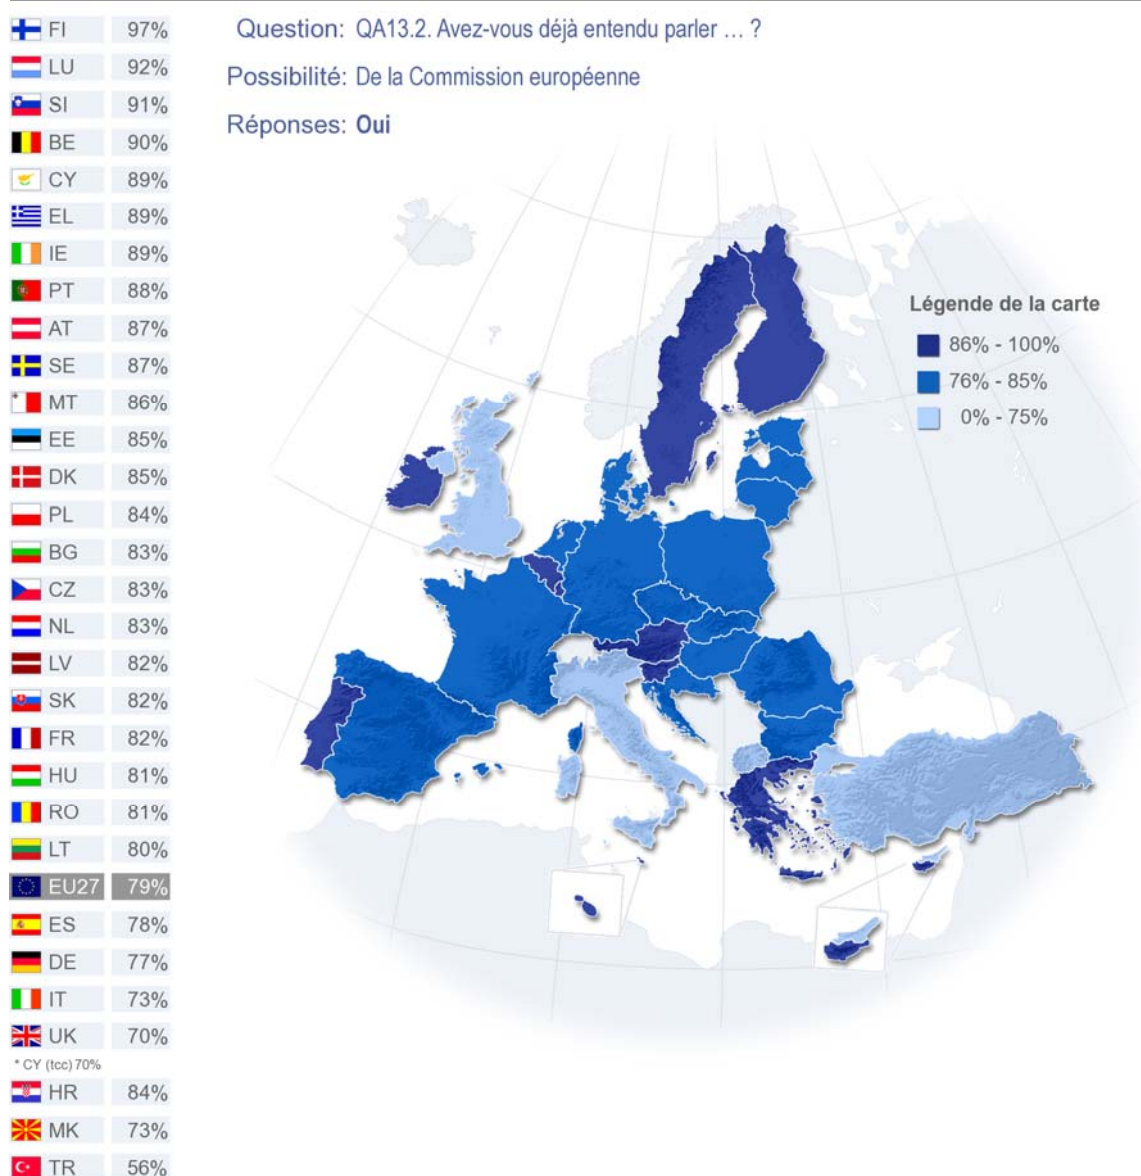 Question: QA13.2. Avez-vous déjà entendu parler … ?
Possibilité: De la Commission européenne
Réponses: Oui
FI 97%
LU 92%
SI 91%
BE 90%
CY 89%
EL 89%
IE 89%
PT 88%
AT 87%
SE 87%
MT 86%
EE 85%
DK 85%
PL 84%
BG 83%
CZ 83%
NL 83%
LV 82%
SK 82%
FR 82%
HU 81%
RO 81%
LT 80%
EU27 79%
ES 78%
DE 77%
IT 73%
UK 70%
* CY (tcc) 70%
HR 84%
MK 73%
TR 56%
Légende de la carte
86% - 100%
76% - 85%
0% - 75%